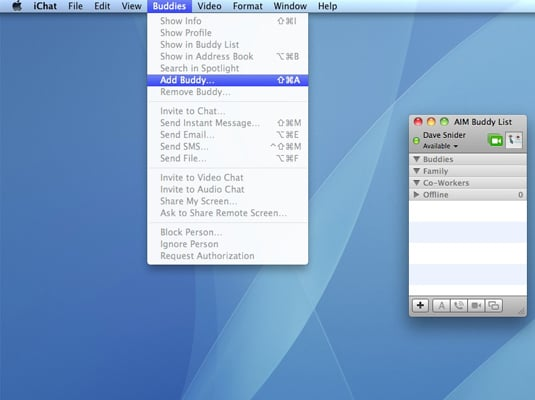 iChat File Edit View Buddies Video Format Window Help
Show Info ⇧⌘I
Show Profile
Show in Buddy List
Show in Address Book ⌥⌘B
Search in Spotlight
Add Buddy... ⇧⌘A
Remove Buddy...
Invite to Chat...
Send Instant Message... ⇧⌘M
Send Email... ⌥⌘E
Send SMS... ^⇧⌘M
Send File... ⌥⌘F
Invite to Video Chat
Invite to Audio Chat
Share My Screen...
Ask to Share Remote Screen...
Block Person...
Ignore Person
Request Authorization
AIM Buddy List
Dave Snider
Available
Buddies
Family
Co-Workers
Offline 0
A